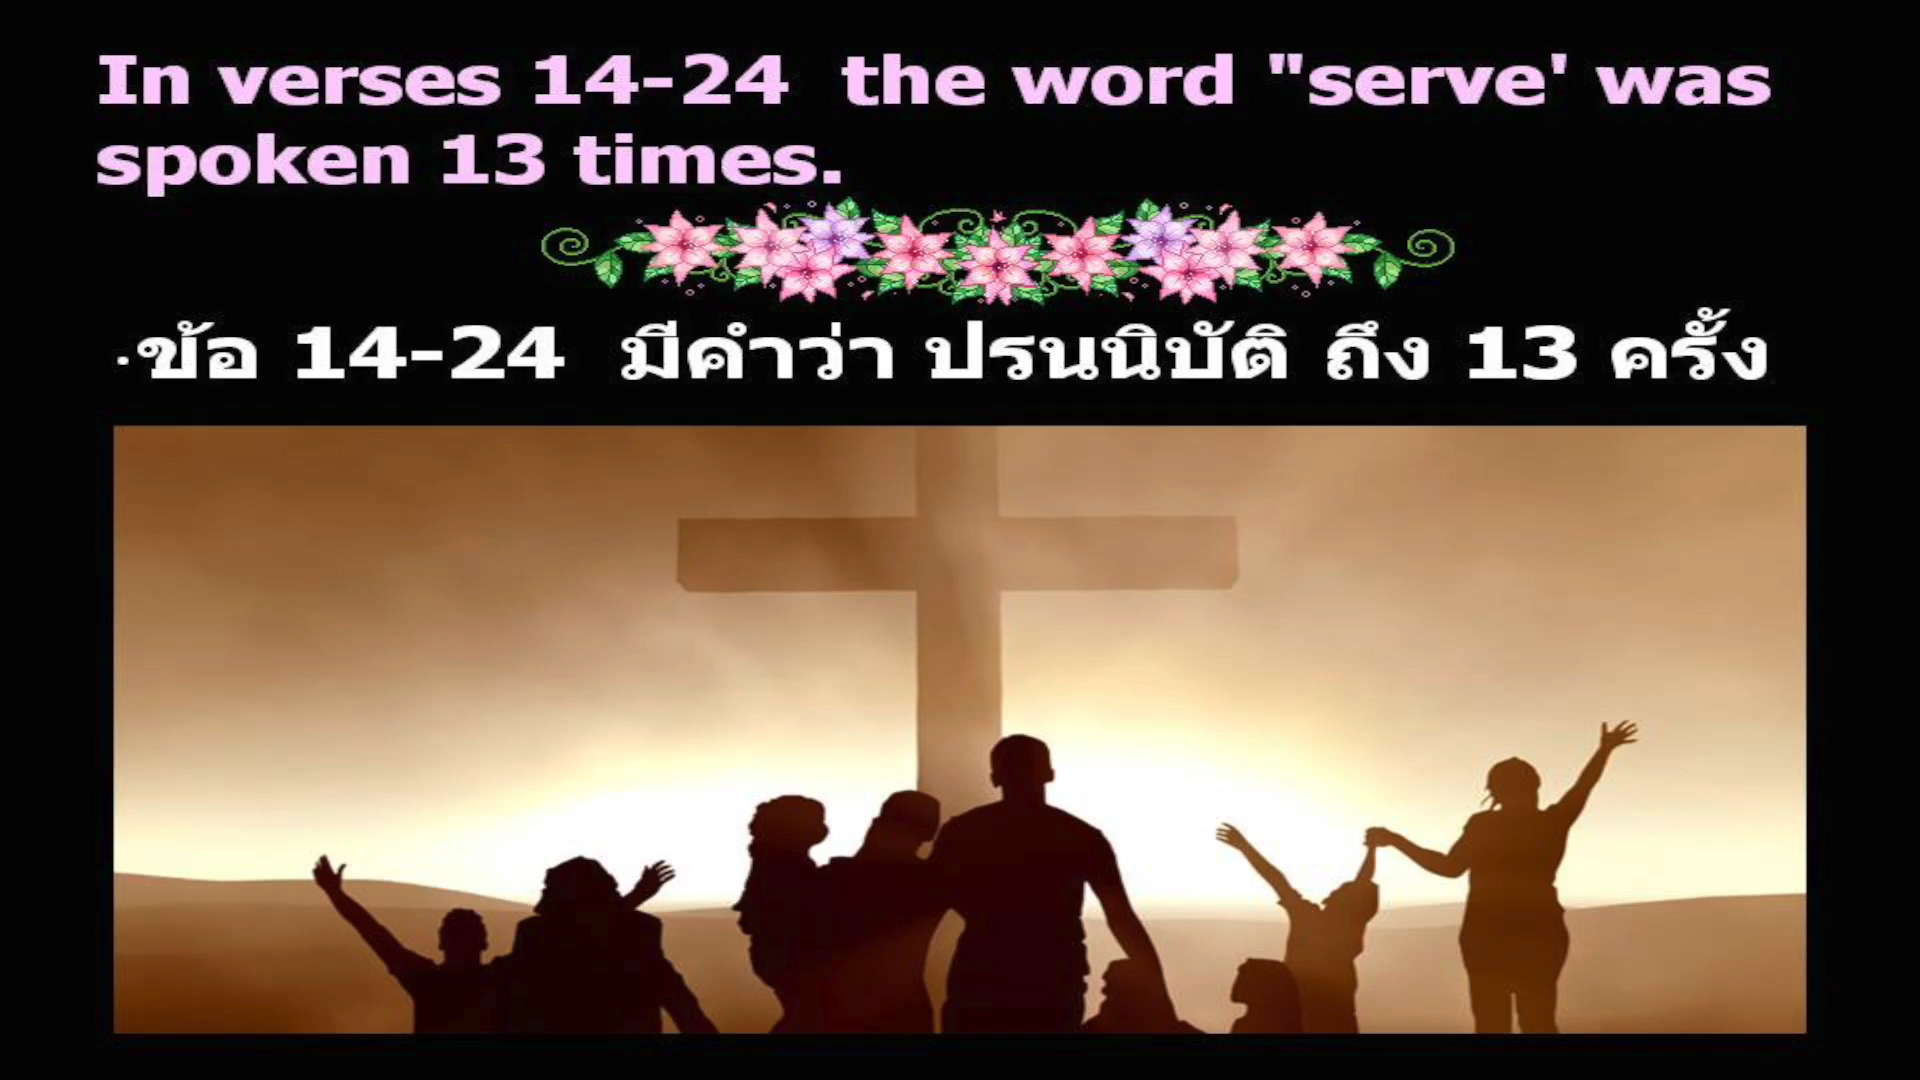 In verses 14-24  the word "serve' was
spoken 13 times.
·ข้อ 14-24  มีคำว่า ปรนนิบัติ ถึง 13 ครั้ง